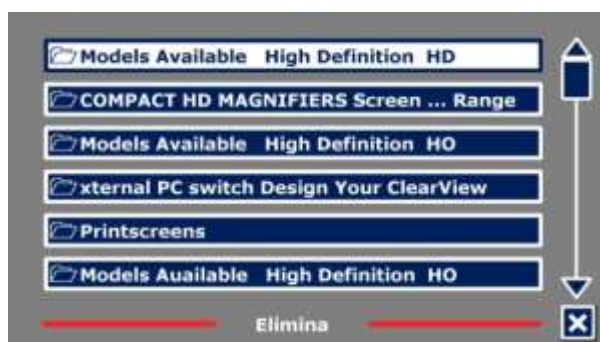 Models Available High Definition HD
COMPACT HD MAGNIFIERS Screen ... Range
Models Available High Definition HO
xternal PC switch Design Your ClearView
Printscreens
Models Auailable High Definition HO
Elimina